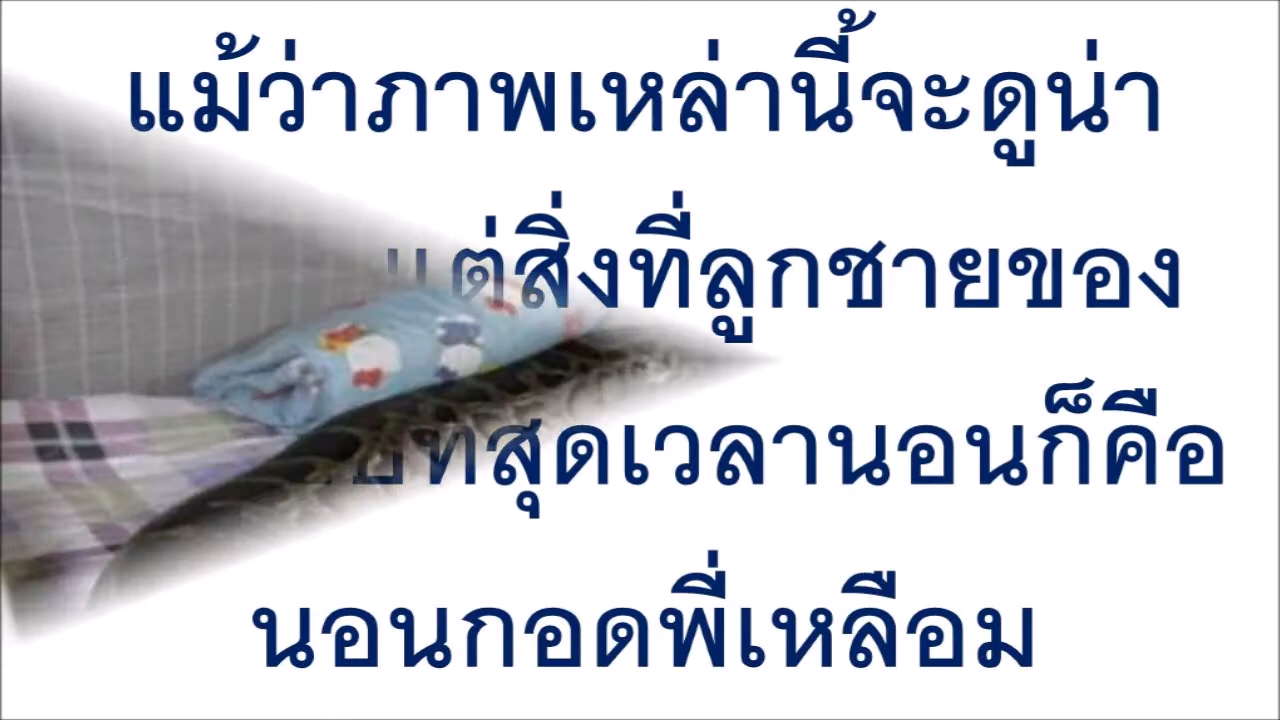 แม้ว่าภาพเหล่านี้จะดูน่า
แต่สิ่งที่ลูกชายของ
ที่สุดเวลานอนก็คือ
นอนกอดพี่เหลือม